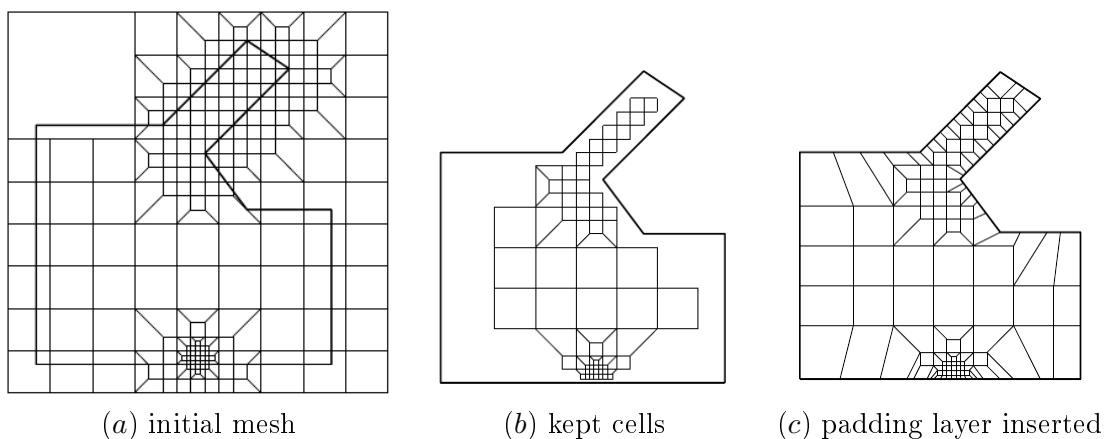 (a) initial mesh
(b) kept cells
(c) padding layer inserted